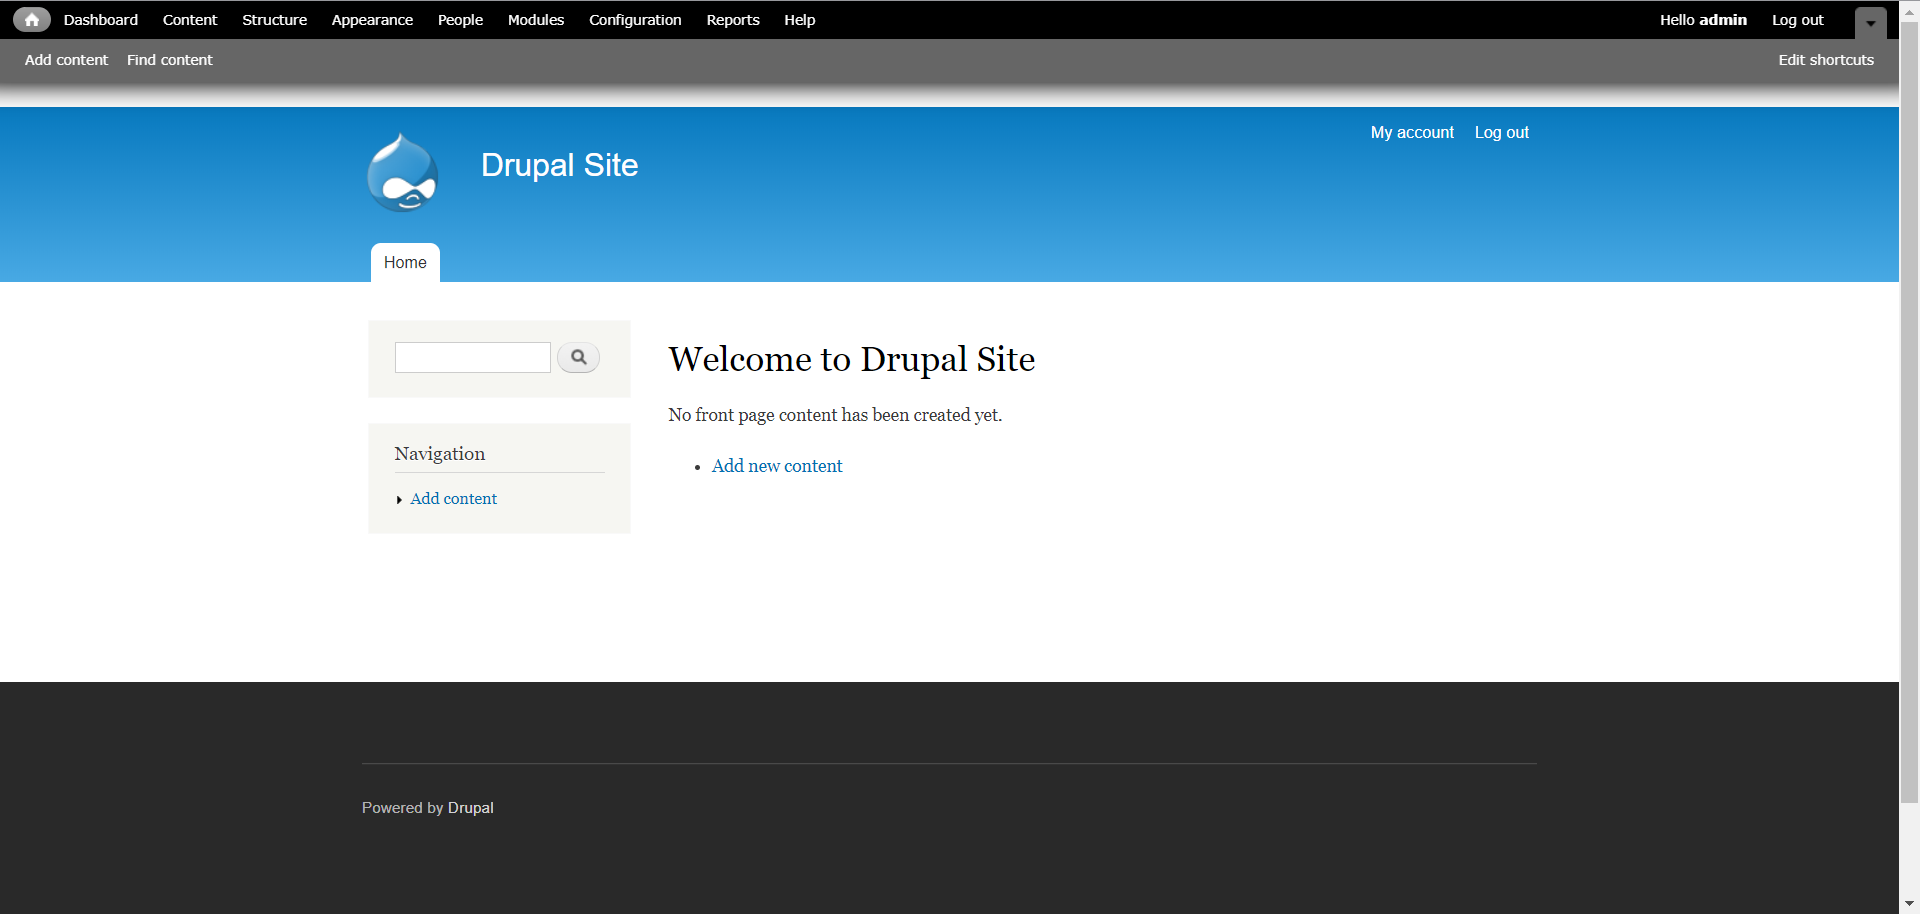 Dashboard Content Structure Appearance People Modules Configuration Reports Help Hello admin Log out
Add content Find content Edit shortcuts
My account Log out
Drupal Site
Home
Welcome to Drupal Site
No front page content has been created yet.
Add new content
Navigation
Add content
Powered by Drupal